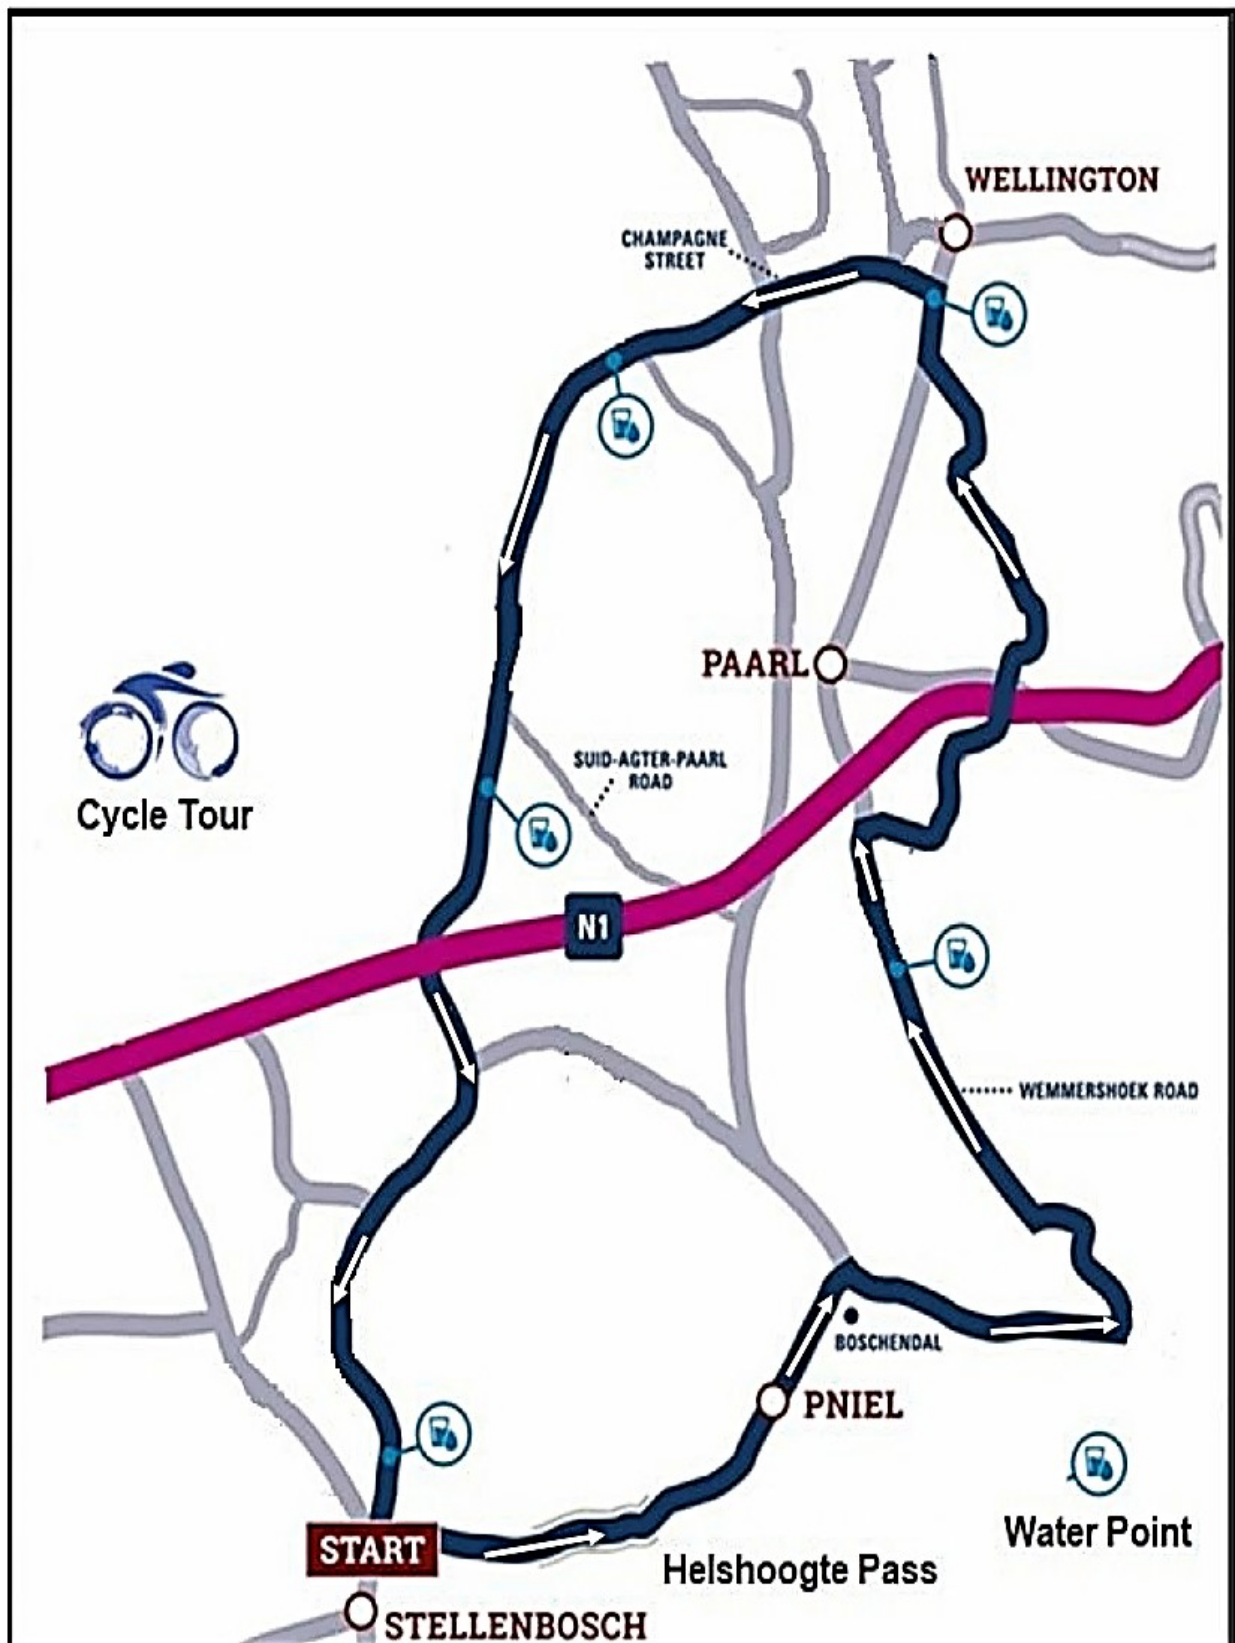 WELLINGTON
CHAMPAGNE
STREET
PAARL
SUID-AGTER-PAARL
ROAD
Cycle Tour
N1
WEMMERSHOEK ROAD
BOSCHENDAL
PNIEL
START
Helshoogte Pass
Water Point
STELLENBOSCH